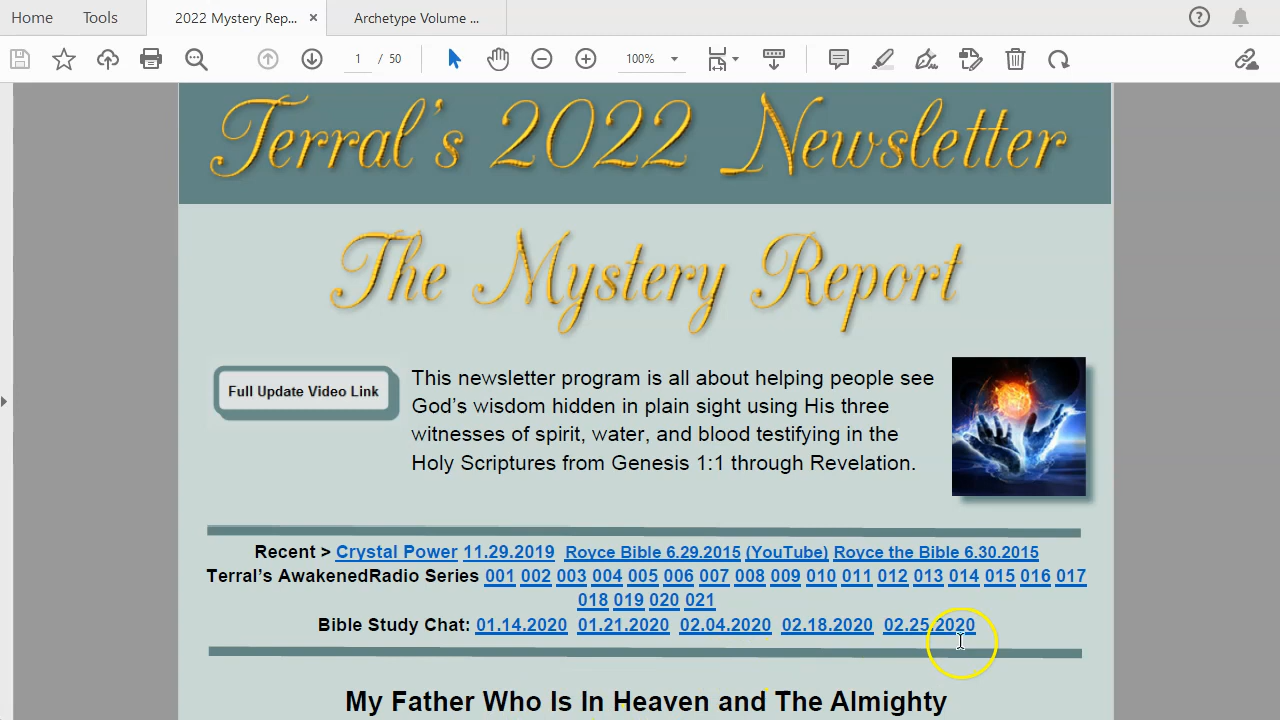 Home Tools 2022 Mystery Rep... × Archetype Volume ...
1 / 50 100%
Terral's 2022 Newsletter
The Mystery Report
Full Update Video Link
This newsletter program is all about helping people see
God's wisdom hidden in plain sight using His three
witnesses of spirit, water, and blood testifying in the
Holy Scriptures from Genesis 1:1 through Revelation.
Recent > Crystal Power 11.29.2019 Royce Bible 6.29.2015 (YouTube) Royce the Bible 6.30.2015
Terral's AwakenedRadio Series 001 002 003 004 005 006 007 008 009 010 011 012 013 014 015 016 017
018 019 020 021
Bible Study Chat: 01.14.2020 01.21.2020 02.04.2020 02.18.2020 02.25.2020
My Father Who Is In Heaven and The Almighty